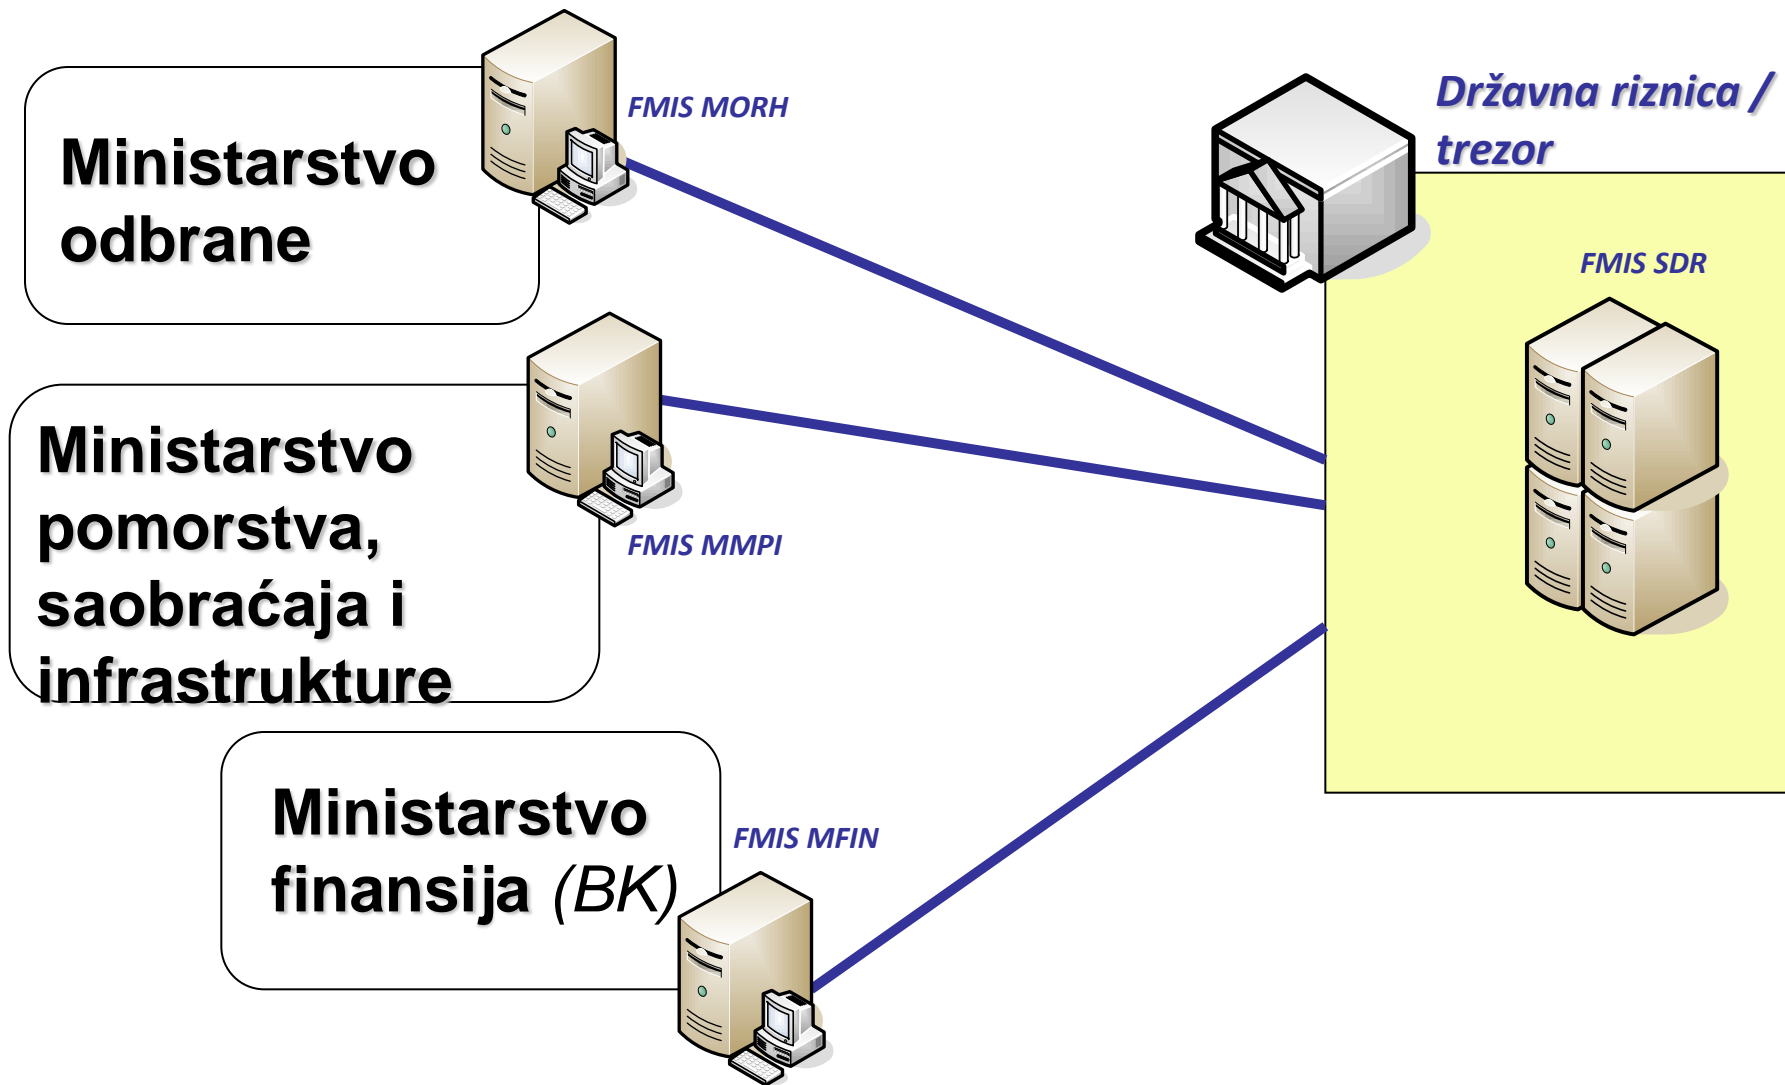 FMIS MORH
Ministarstvo
odbrane
Državna riznica /
trezor
FMIS SDR
Ministarstvo
pomorstva,
saobraćaja i
infrastrukture
FMIS MMPI
Ministarstvo
finansija (BK)
FMIS MFIN